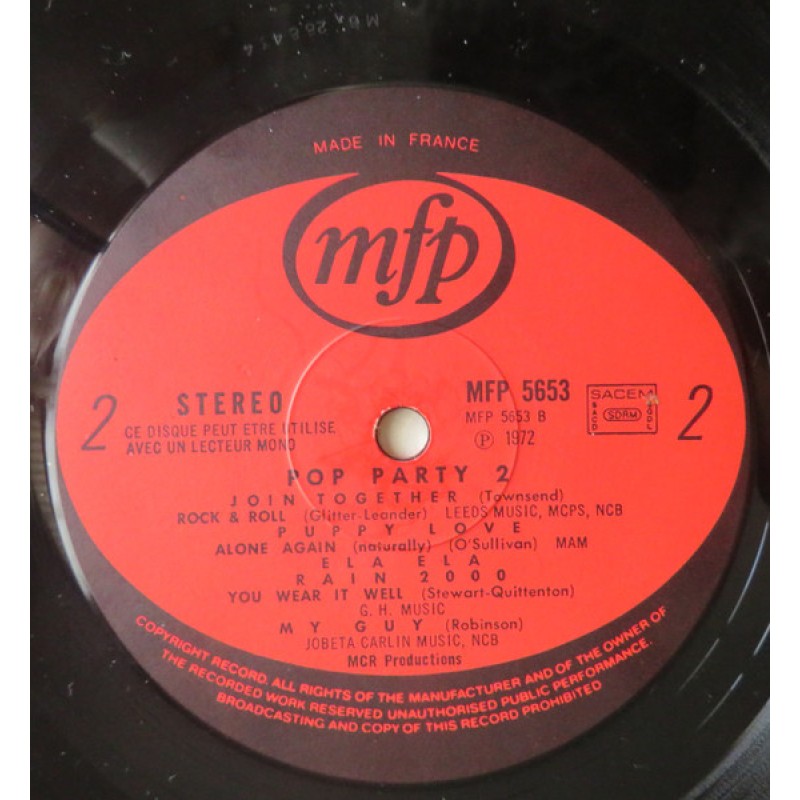 MADE IN FRANCE
mfp
2
STEREO
CE DISQUE PEUT ETRE UTILISE
AVEC UN LECTEUR MONO
MFP 5653
MFP 5653 B
℗ 1972
SACEM
SACD
SDRM
SGDL
2
POP PARTY 2
JOIN TOGETHER (Townsend)
ROCK & ROLL (Glitter-Leander) LEEDS MUSIC, MCPS, NCB
PUPPY LOVE
ALONE AGAIN (naturally) (O'Sullivan) MAM
ELA ELA
RAIN 2000
YOU WEAR IT WELL (Stewart-Quittenton)
G. H. MUSIC
MY GUY (Robinson)
JOBETA-CARLIN MUSIC, NCB
MCR Productions
COPYRIGHT RECORD. ALL RIGHTS OF THE MANUFACTURER AND OF THE OWNER OF
THE RECORDED WORK RESERVED UNAUTHORISED PUBLIC PERFORMANCE.
BROADCASTING AND COPY OF THIS RECORD PROHIBITED